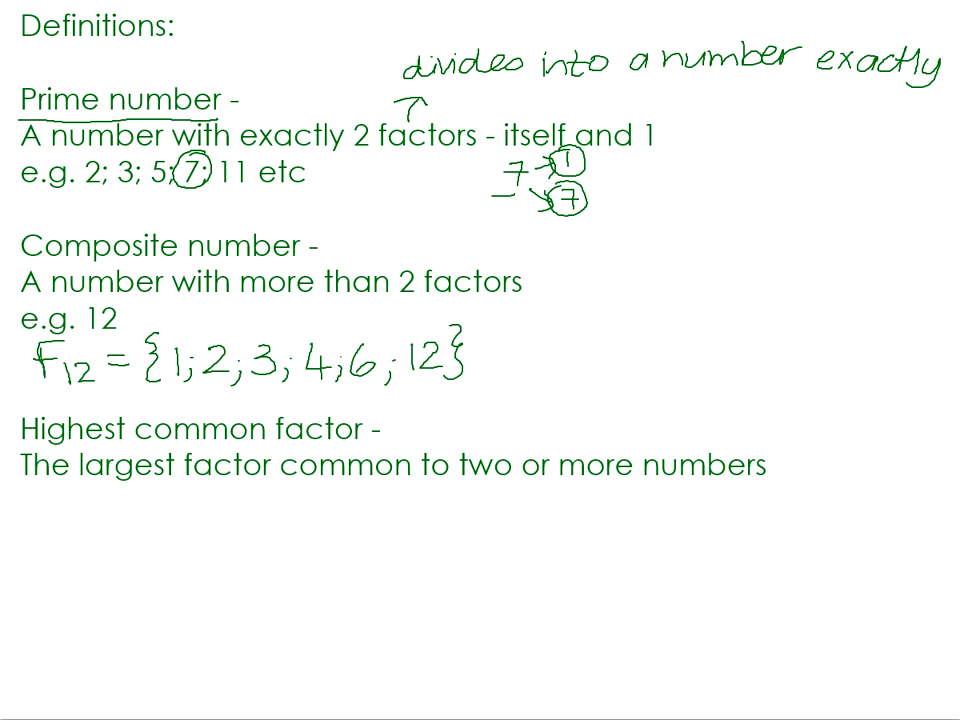 Definitions:
divides into a number exactly
Prime number -
A number with exactly 2 factors - itself and 1
e.g. 2; 3; 5; 7; 11 etc
7 1
7
Composite number -
A number with more than 2 factors
e.g. 12
F12 = {1; 2; 3; 4; 6; 12}
Highest common factor -
The largest factor common to two or more numbers